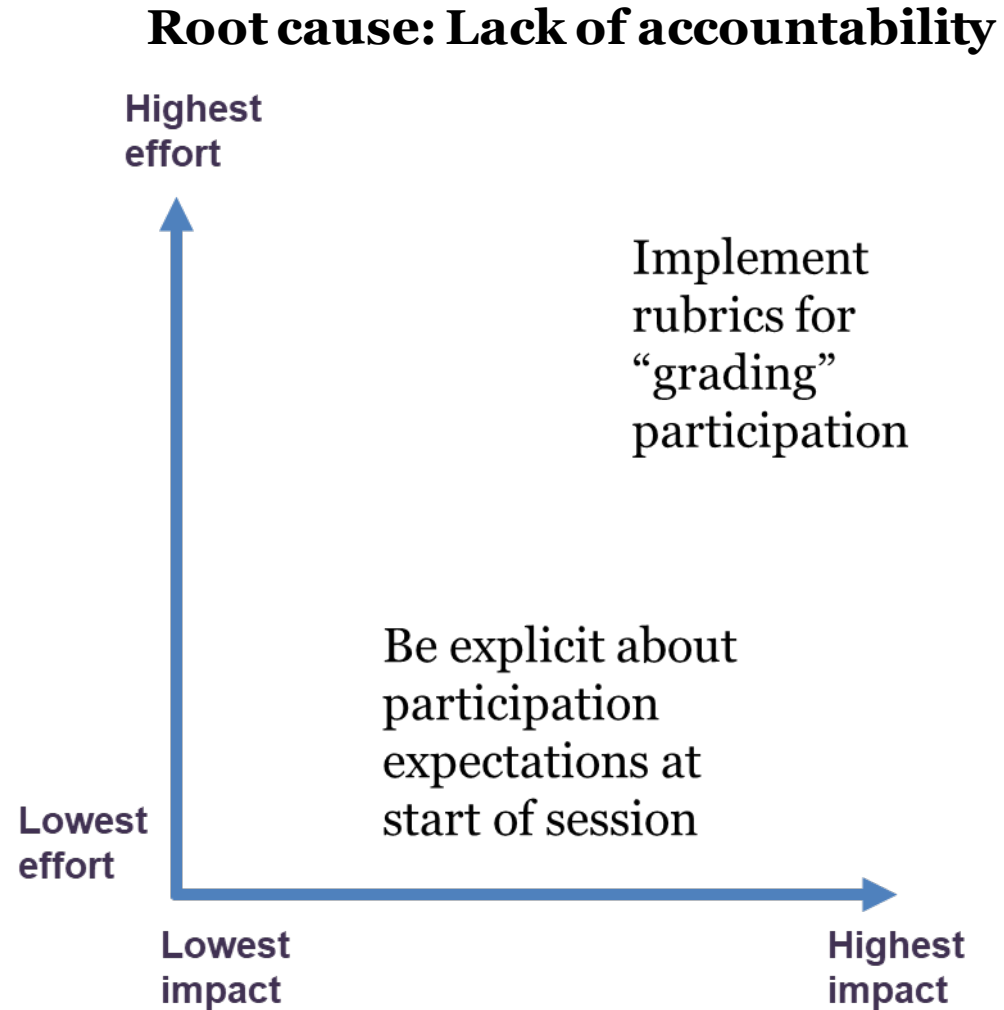 Root cause: Lack of accountability
Highest
effort
Implement
rubrics for
“grading”
participation
Be explicit about
participation
expectations at
start of session
Lowest
effort
Lowest
impact
Highest
impact